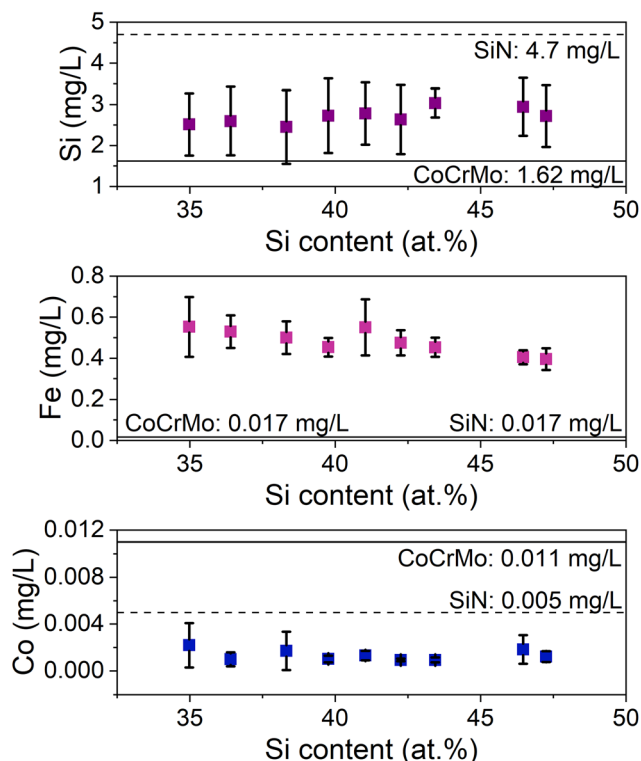 5
4
3
2
1
Si (mg/L)
SiN: 4.7 mg/L
CoCrMo: 1.62 mg/L
35 40 45 50
Si content (at.%)
0.8
0.6
0.4
0.2
0.0
Fe (mg/L)
CoCrMo: 0.017 mg/L SiN: 0.017 mg/L
35 40 45 50
Si content (at.%)
0.012
0.008
0.004
0.000
Co (mg/L)
CoCrMo: 0.011 mg/L
SiN: 0.005 mg/L
35 40 45 50
Si content (at.%)